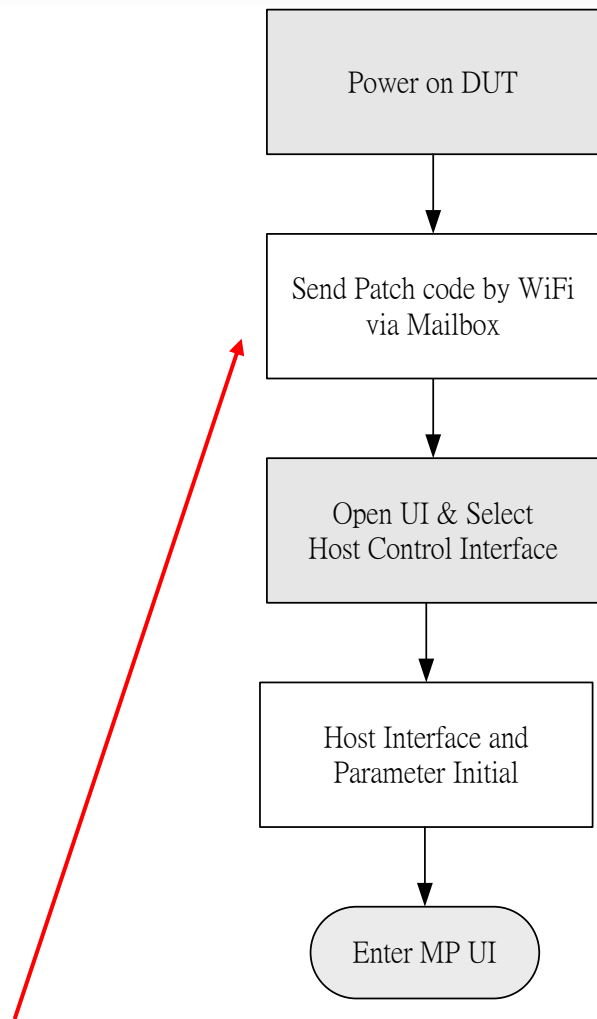 Power on DUT
Send Patch code by WiFi
via Mailbox
Open UI & Select
Host Control Interface
Host Interface and
Parameter Initial
Enter MP UI